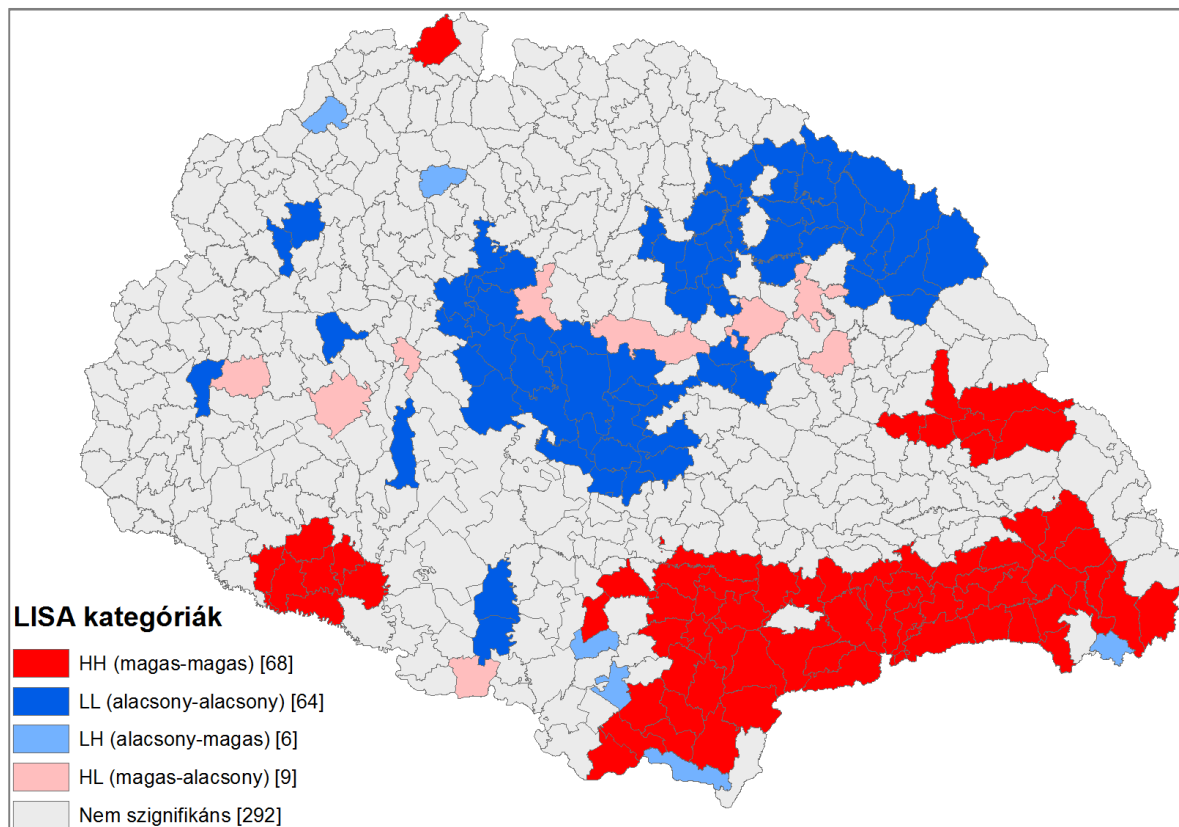 LISA kategóriák
HH (magas-magas) [68]
LL (alacsony-alacsony) [64]
LH (alacsony-magas) [6]
HL (magas-alacsony) [9]
Nem szignifikáns [292]